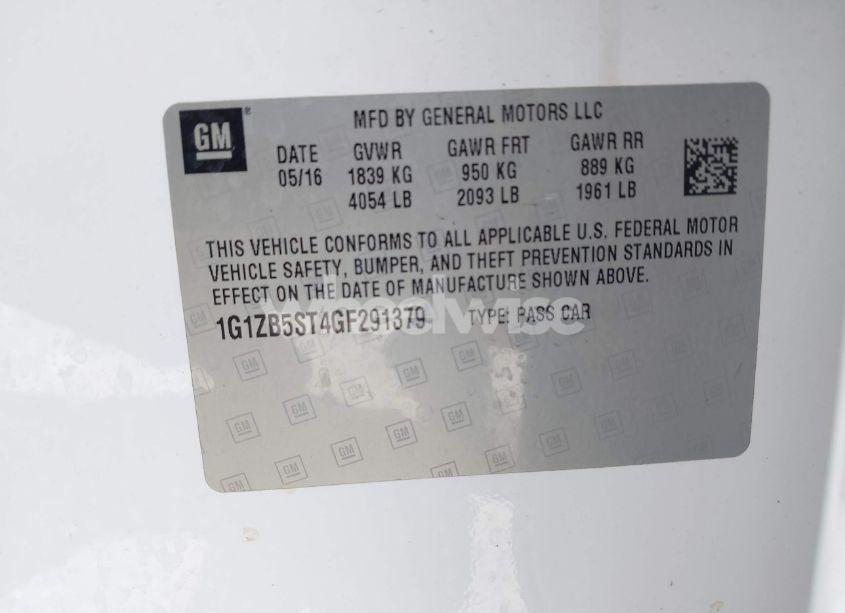 GM
MFD BY GENERAL MOTORS LLC
DATE GVWR GAWR FRT GAWR RR
05/16 1839 KG 950 KG 889 KG
4054 LB 2093 LB 1961 LB
THIS VEHICLE CONFORMS TO ALL APPLICABLE U.S. FEDERAL MOTOR
VEHICLE SAFETY, BUMPER, AND THEFT PREVENTION STANDARDS IN
EFFECT ON THE DATE OF MANUFACTURE SHOWN ABOVE.
1G1ZB5ST4GF291379 TYPE: PASS CAR
Wheelwise